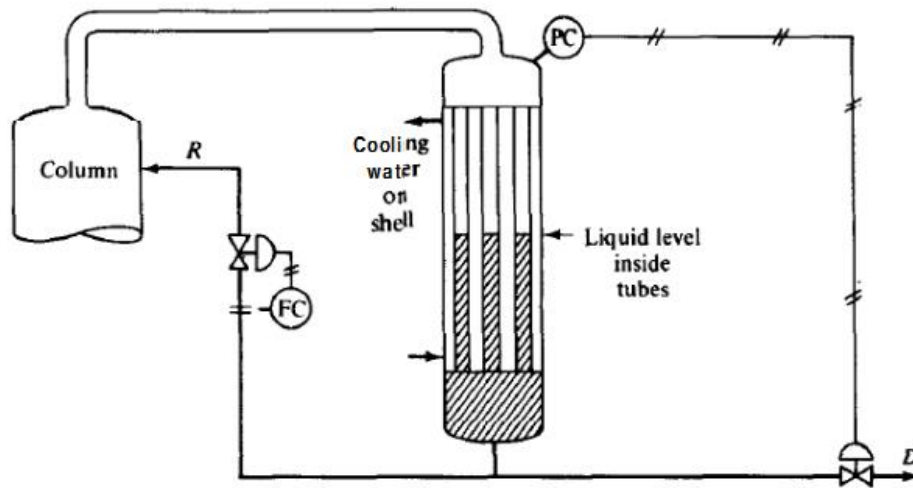 PC
Cooling
water
on
shell
Column
R
Liquid level
inside
tubes
FC